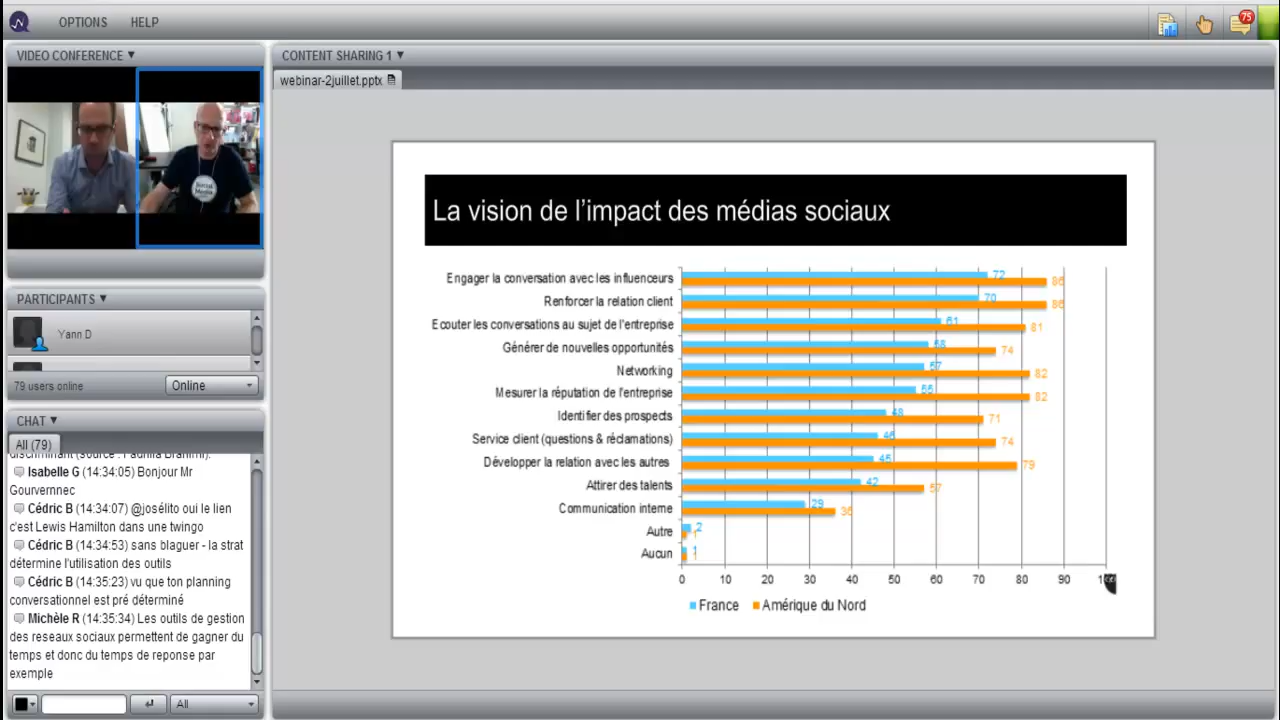 OPTIONS
HELP
75
VIDEO CONFERENCE
CONTENT SHARING 1
webinar-2juillet.pptx
PARTICIPANTS
Yann D
79 users online
Online
CHAT
All (79)
Isabelle G (14:34:05) Bonjour Mr
Gouvernnec
Cédric B (14:34:07) @josélito oui le lien
c'est Lewis Hamilton dans une twingo
Cédric B (14:34:53) sans blaguer - la strat
détermine l'utilisation des outils
Cédric B (14:35:23) vu que ton planning
conversationnel est pré déterminé
Michèle R (14:35:34) Les outils de gestion
des reseaux sociaux permettent de gagner du
temps et donc du temps de reponse par
exemple
All
La vision de l'impact des médias sociaux
Engager la conversation avec les influenceurs 72 86
Renforcer la relation client 70 86
Ecouter les conversations au sujet de l'entreprise 61 81
Générer de nouvelles opportunités 58 74
Networking 57 82
Mesurer la réputation de l'entreprise 55 82
Identifier des prospects 48 71
Service client (questions & réclamations) 46 74
Développer la relation avec les autres 45 79
Attirer des talents 42 57
Communication interne 29 36
Autre 2 1
Aucun 1 1
0 10 20 30 40 50 60 70 80 90
France Amérique du Nord